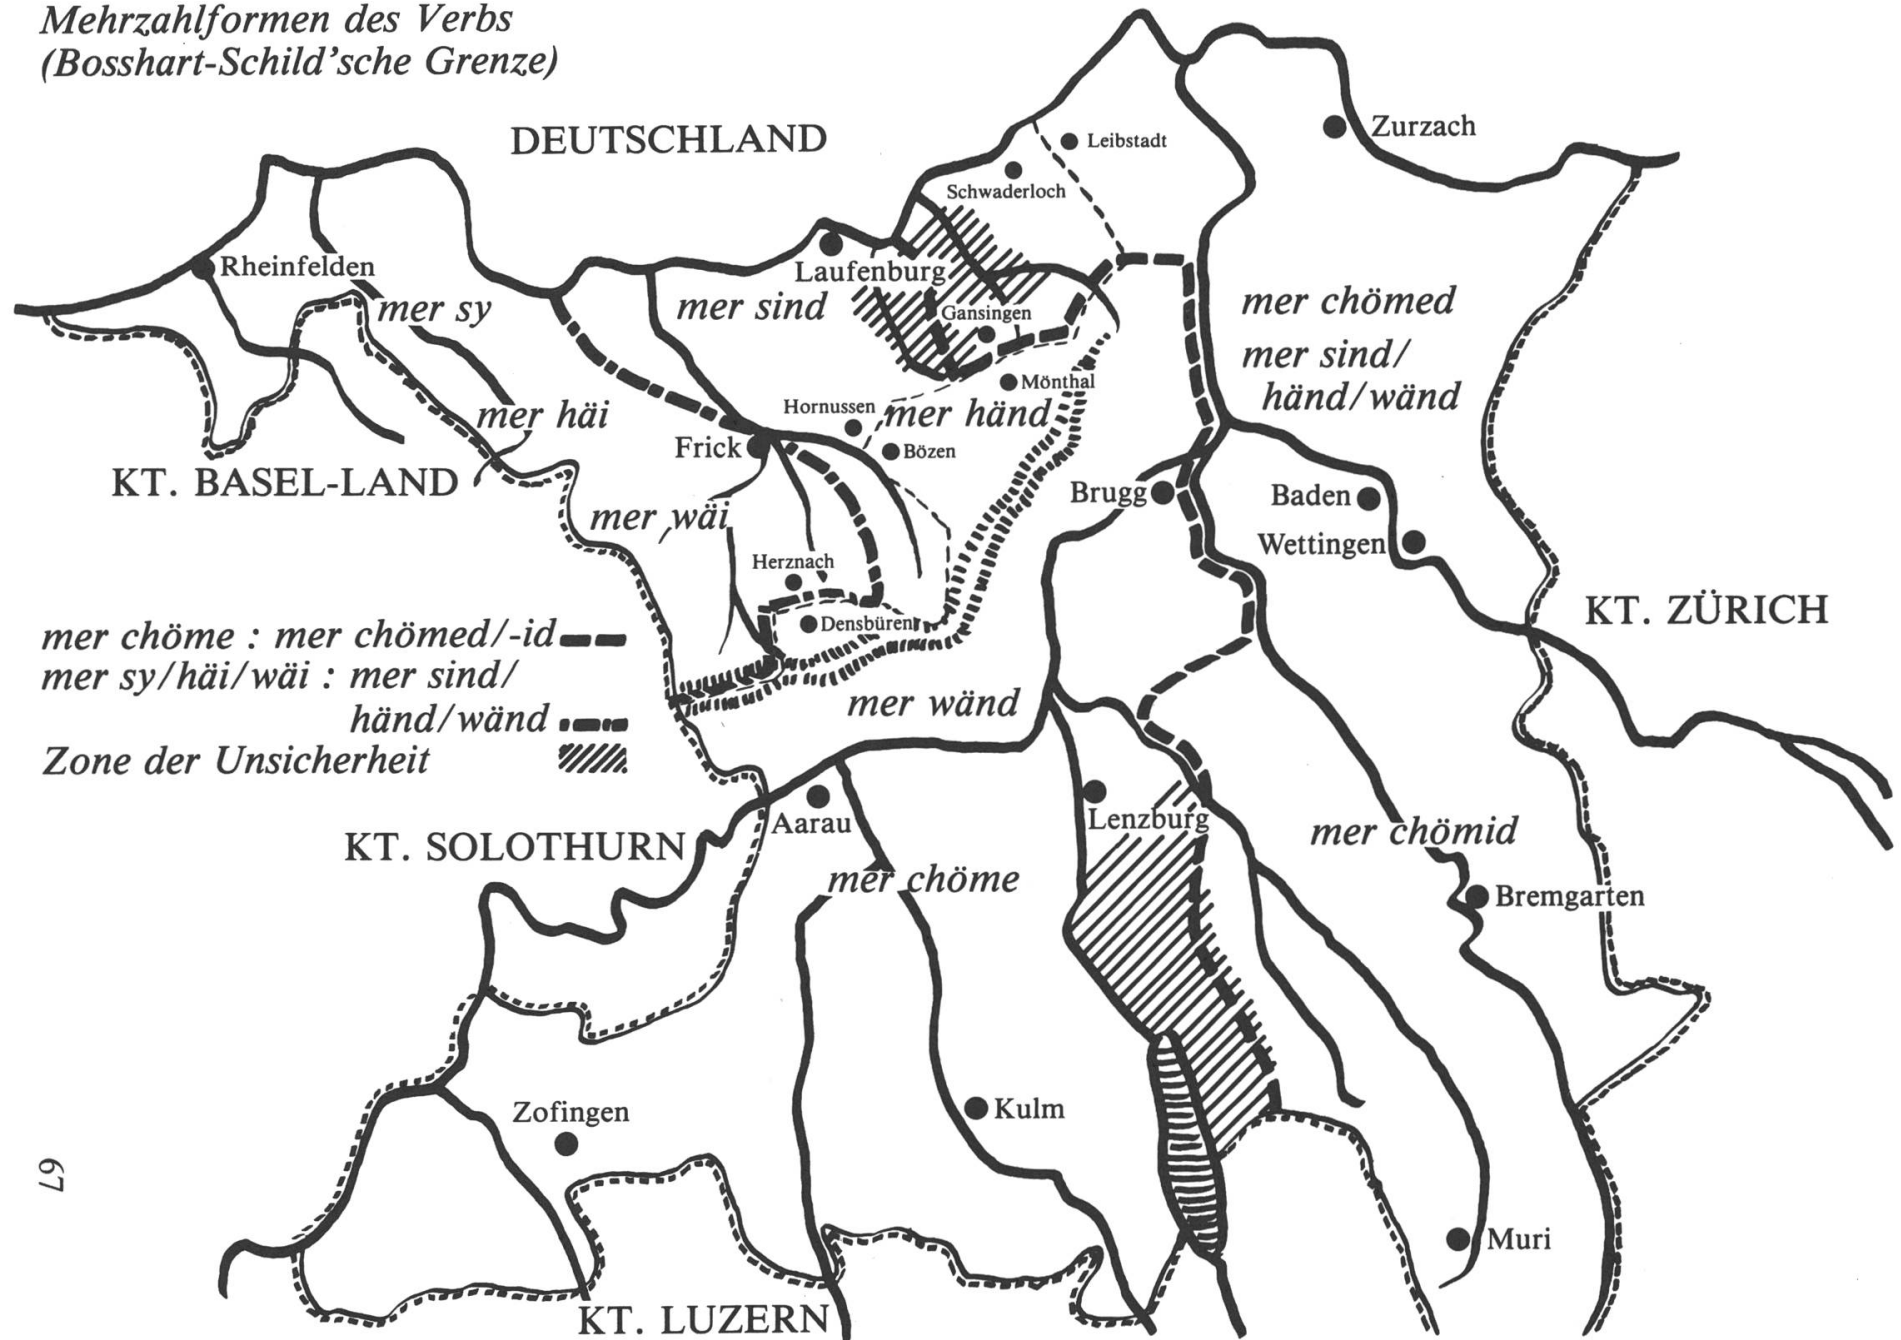 Mehrzahlformen des Verbs
(Bosshart-Schild'sche Grenze)
DEUTSCHLAND
Zurzach
Leibstadt
Schwaderloch
Rheinfelden
Laufenburg
mer sy
mer sind
Gansingen
mer chömed
mer sind/
händ/wänd
Mönthal
mer häi
Hornussen
mer händ
Frick
Bözen
KT. BASEL-LAND
Brugg
Baden
mer wäi
Wettingen
Herznach
KT. ZÜRICH
Densbüren
mer chöme : mer chömed/-id
mer sy/häi/wäi : mer sind/
händ/wänd
Zone der Unsicherheit
mer wänd
Aarau
Lenzburg
mer chömid
KT. SOLOTHURN
mer chöme
Bremgarten
Zofingen
Kulm
67
Muri
KT. LUZERN